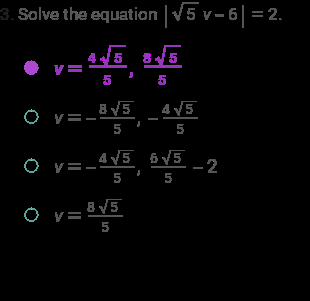 3. Solve the equation |√5 v – 6| = 2.
v = 4√5/5, 8√5/5
v = – 8√5/5, – 4√5/5
v = – 4√5/5, 6√5/5 – 2
v = 8√5/5